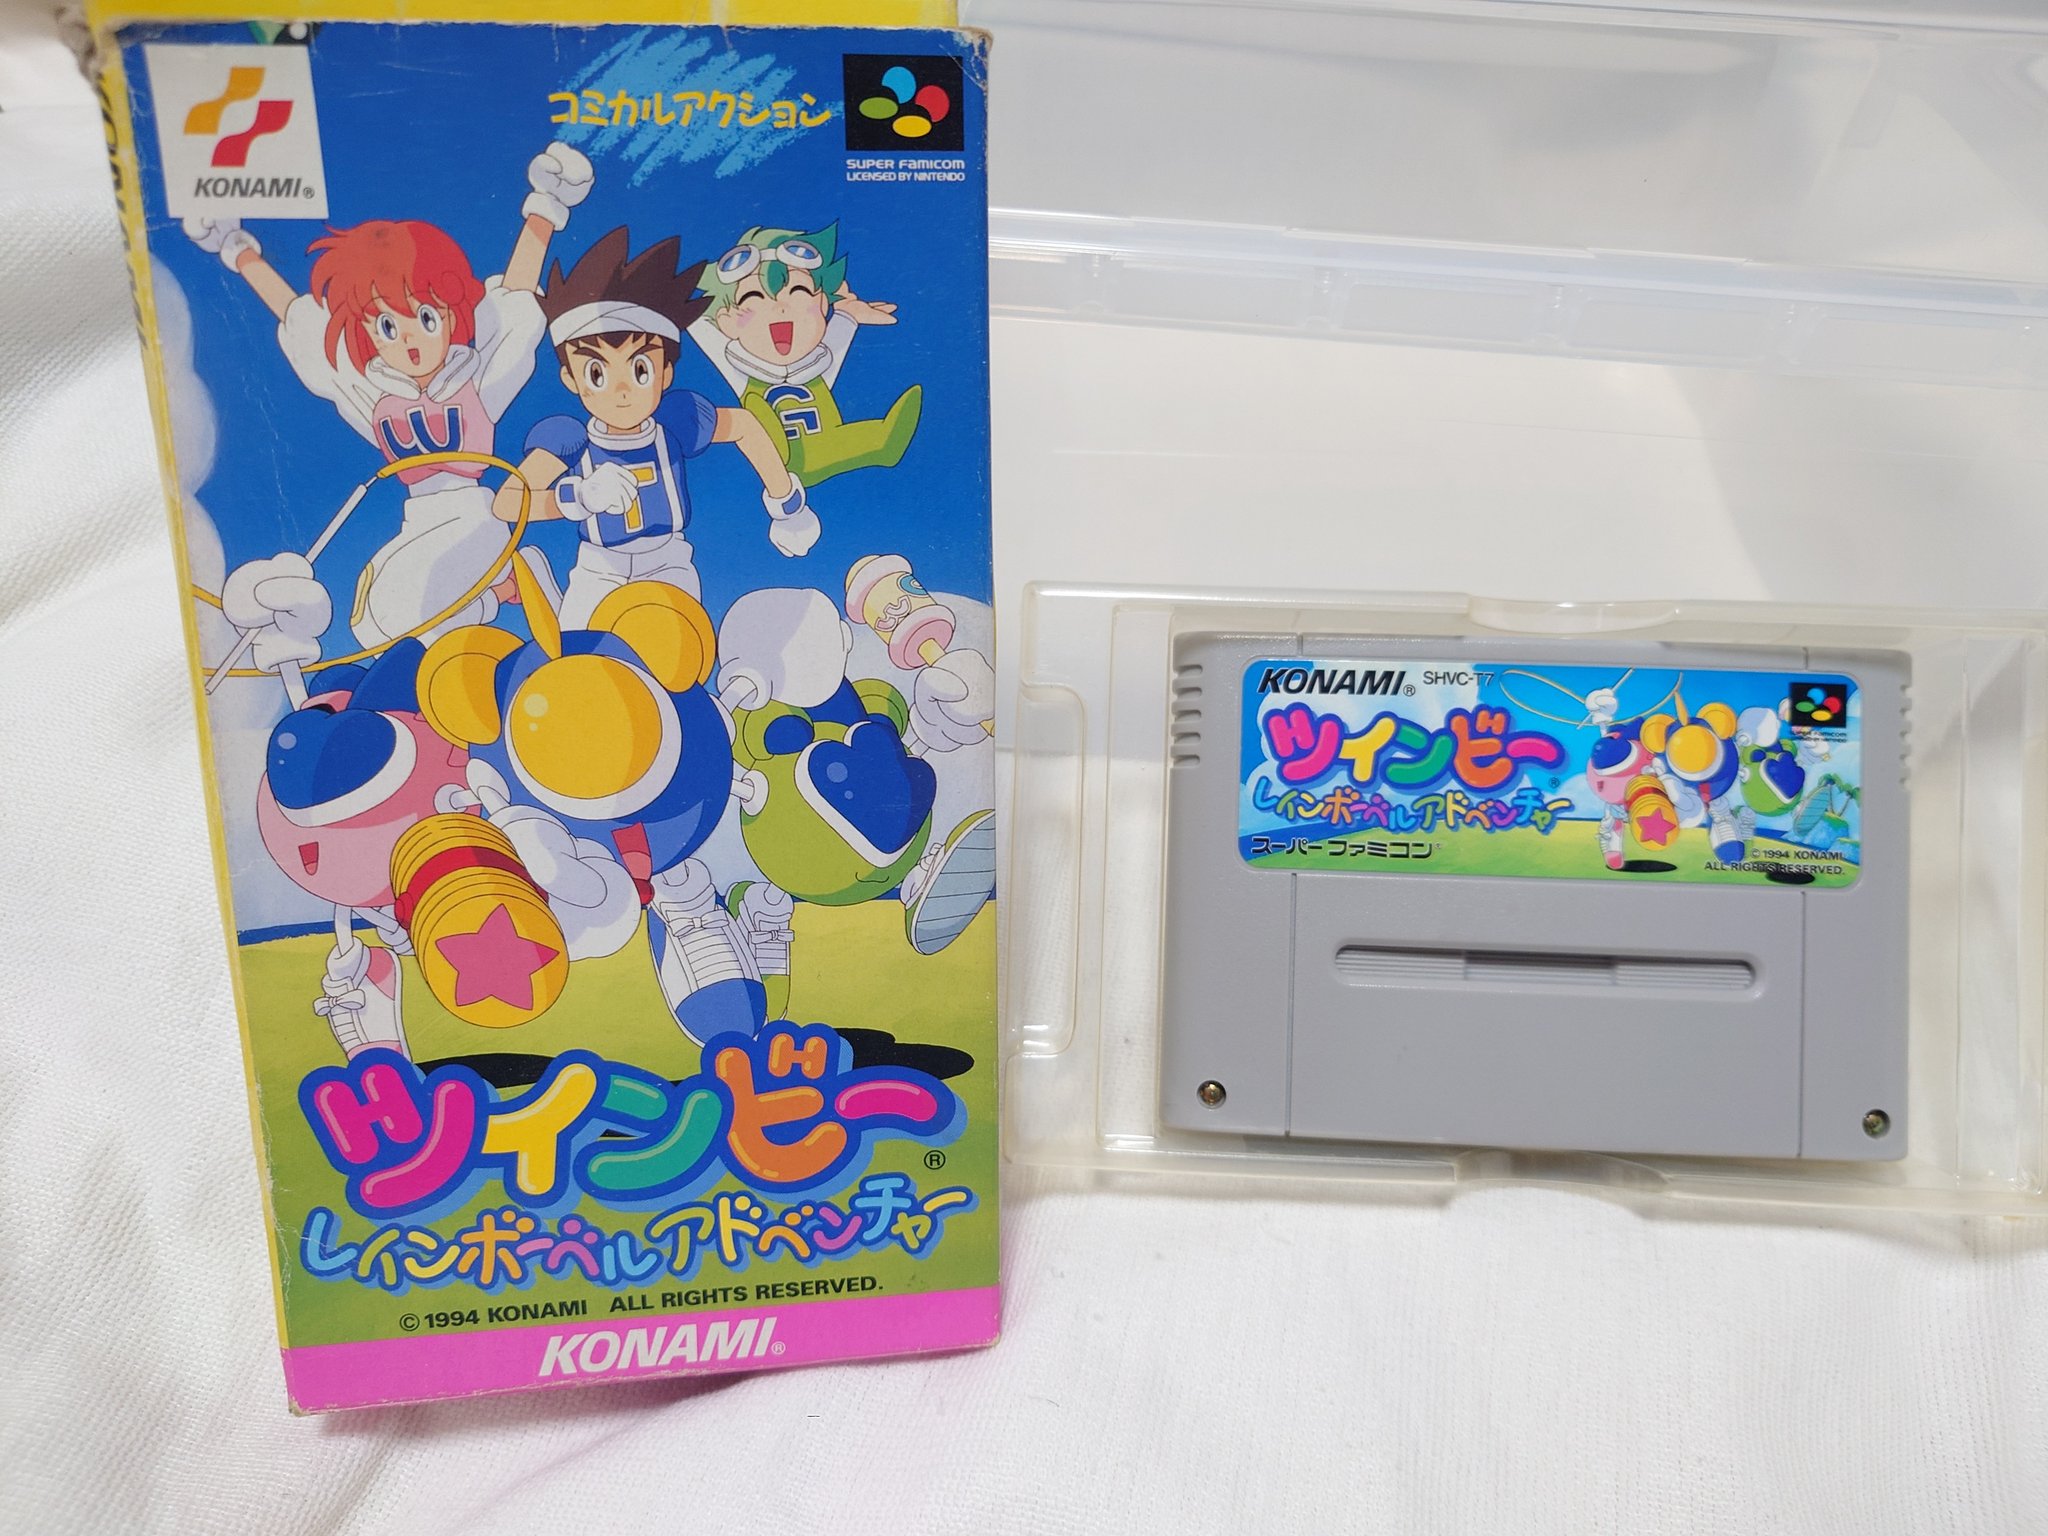 KONAMI®
コミカルアクション
SUPER FAMICOM
LICENSED BY NINTENDO
W
T
G
ツインビー®
レインボーベルアドベンチャー
©1994 KONAMI ALL RIGHTS RESERVED.
KONAMI®
KONAMI® SHVC-T7
ツインビー®
レインボーベルアドベンチャー
スーパーファミコン®
©1994 KONAMI
ALL RIGHTS RESERVED.